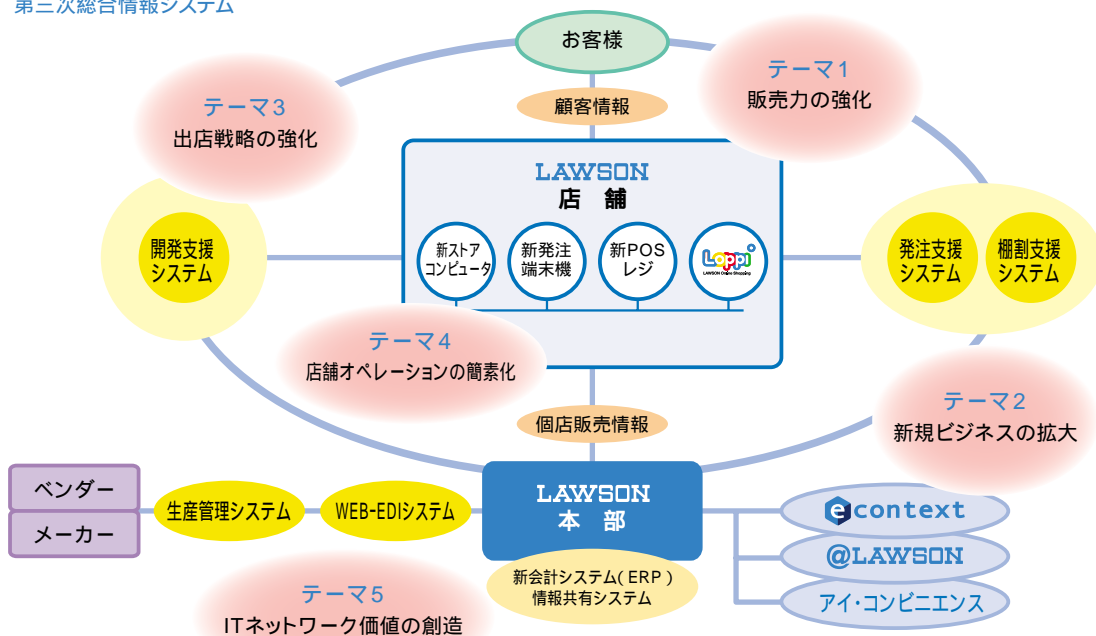 第三次総合情報システム
お客様
テーマ1
販売力の強化
テーマ3
出店戦略の強化
顧客情報
LAWSON
店 舗
開発支援
システム
新ストア
コンピュータ
新発注
端末機
新POS
レジ
Loppi
LAWSON Online Shopping
発注支援
システム
棚割支援
システム
テーマ4
店舗オペレーションの簡素化
テーマ2
新規ビジネスの拡大
個店販売情報
ベンダー
メーカー
生産管理システム
WEB-EDIシステム
LAWSON
本 部
新会計システム(ERP)
情報共有システム
econtext
@LAWSON
アイ・コンビニエンス
テーマ5
ITネットワーク価値の創造